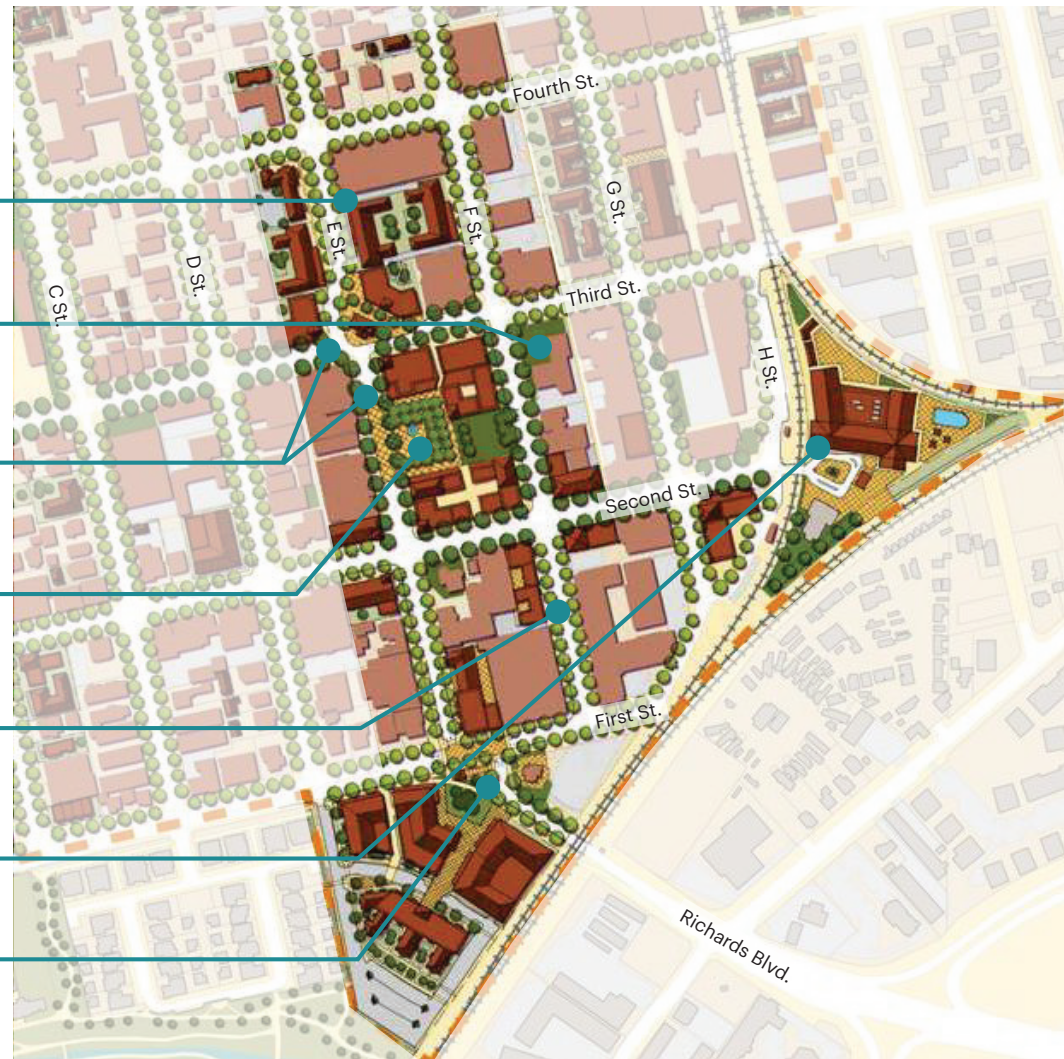 Fourth St.
G St.
F St.
E St.
D St.
C St.
Third St.
H St.
Second St.
First St.
Richards Blvd.